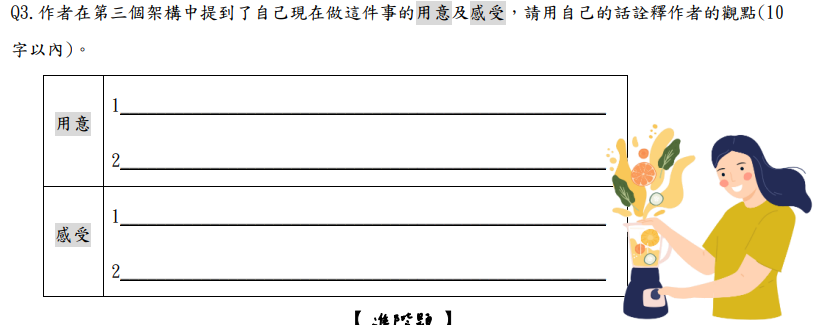 Q3.作者在第三個架構中提到了自己現在做這件事的用意及感受，請用自己的話詮釋作者的觀點(10
字以內)。
用意
1
2
感受
1
2
【進階題】